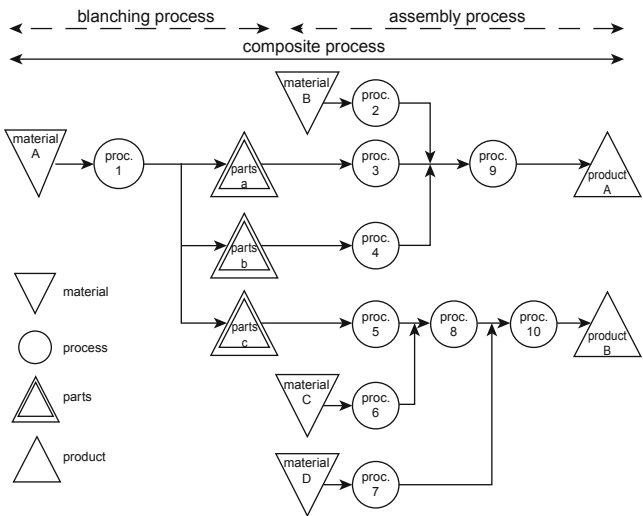 blanching process
assembly process
composite process
material
B
proc.
2
material
A
proc.
1
parts
a
proc.
3
proc.
9
product
A
parts
b
proc.
4
material
process
parts
product
parts
c
proc.
5
proc.
8
proc.
10
product
B
material
C
proc.
6
material
D
proc.
7